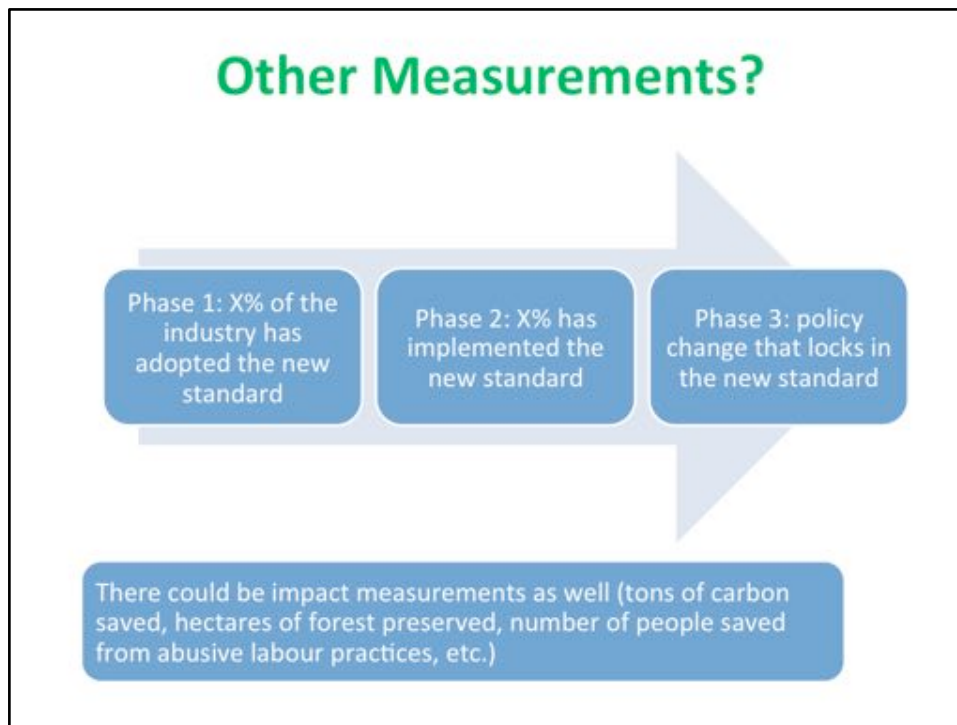 Other Measurements?
Phase 1: X% of the
industry has
adopted the new
standard
Phase 2: X% has
implemented the
new standard
Phase 3: policy
change that locks in
the new standard
There could be impact measurements as well (tons of carbon
saved, hectares of forest preserved, number of people saved
from abusive labour practices, etc.)